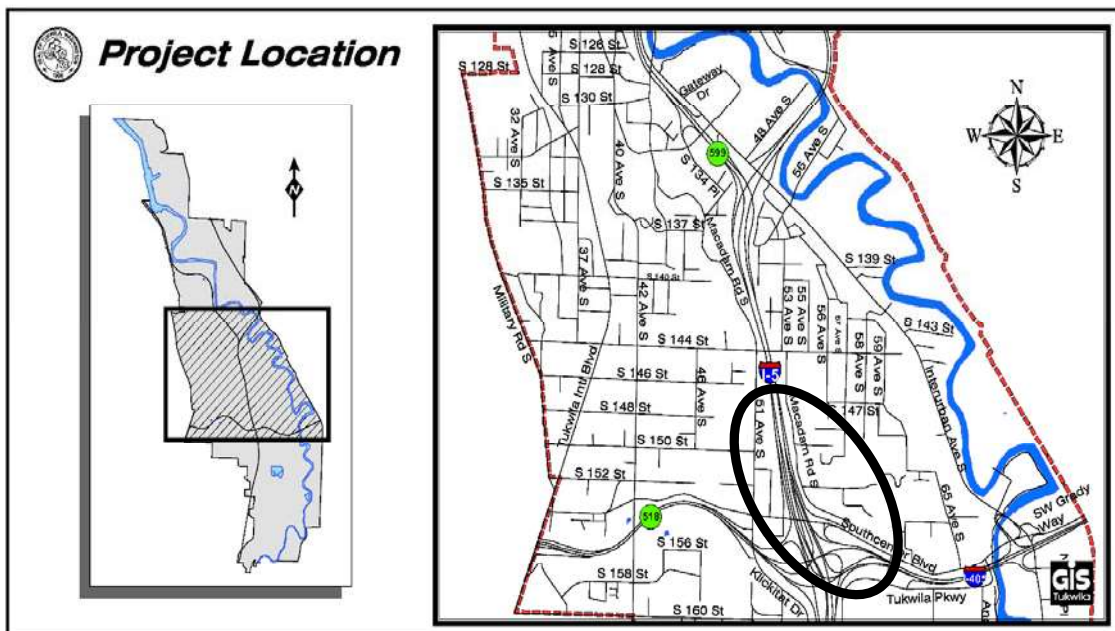 Project Location
N
N
W
E
S
S 126 St
S 128 St
S 128 St
S 130 St
Gateway
Dr
48 Ave S
56 Ave S
32 Ave S
40 Ave S
599
S 134 Pl
S 135 St
S 137 St
Macadam Rd S
S 139 St
37 Ave S
42 Ave S
S 140 St
Military Rd S
53 Ave S
55 Ave S
56 Ave S
57 Ave S
58 Ave S
59 Ave S
S 143 St
S 144 St
I-5
Interurban Ave S
Tukwila Intl Blvd
S 146 St
46 Ave S
51 Ave S
Macadam Rd S
S 147 St
S 148 St
S 150 St
S 152 St
65 Ave S
SW Grady
Way
518
Southcenter Blvd
S 156 St
Klickitat Dr
I-405
S 158 St
Tukwila Pkwy
S 160 St
GIS
Tukwila